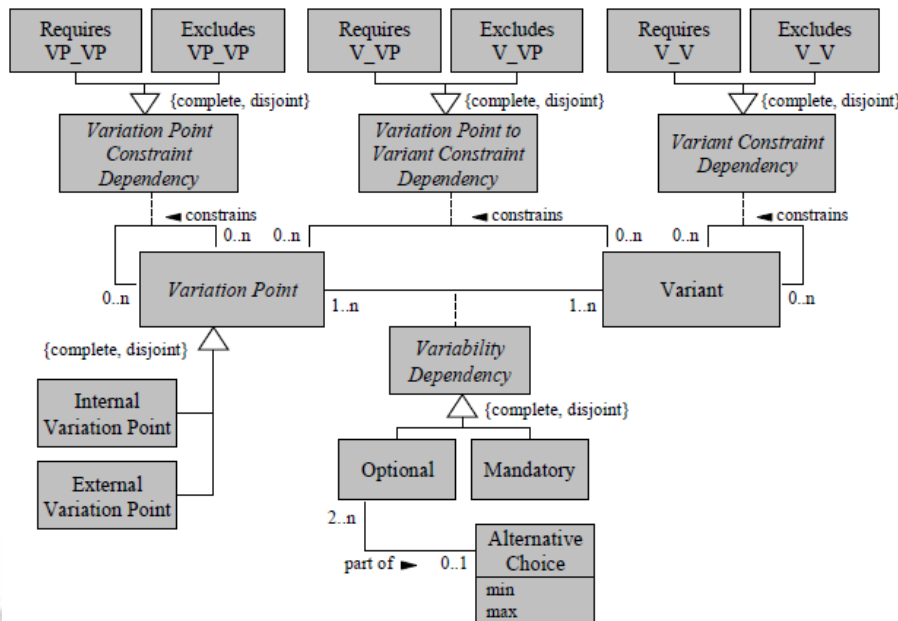 Requires
VP_VP
Excludes
VP_VP
Requires
V_VP
Excludes
V_VP
Requires
V_V
Excludes
V_V
{complete, disjoint}
{complete, disjoint}
{complete, disjoint}
Variation Point
Constraint
Dependency
Variation Point to
Variant Constraint
Dependency
Variant Constraint
Dependency
◄ constrains
◄ constrains
◄ constrains
0..n
0..n
0..n
0..n
0..n
Variation Point
1..n
1..n
Variant
0..n
{complete, disjoint}
Variability
Dependency
Internal
Variation Point
{complete, disjoint}
Optional
Mandatory
External
Variation Point
2..n
part of ►
0..1
Alternative
Choice
min
max